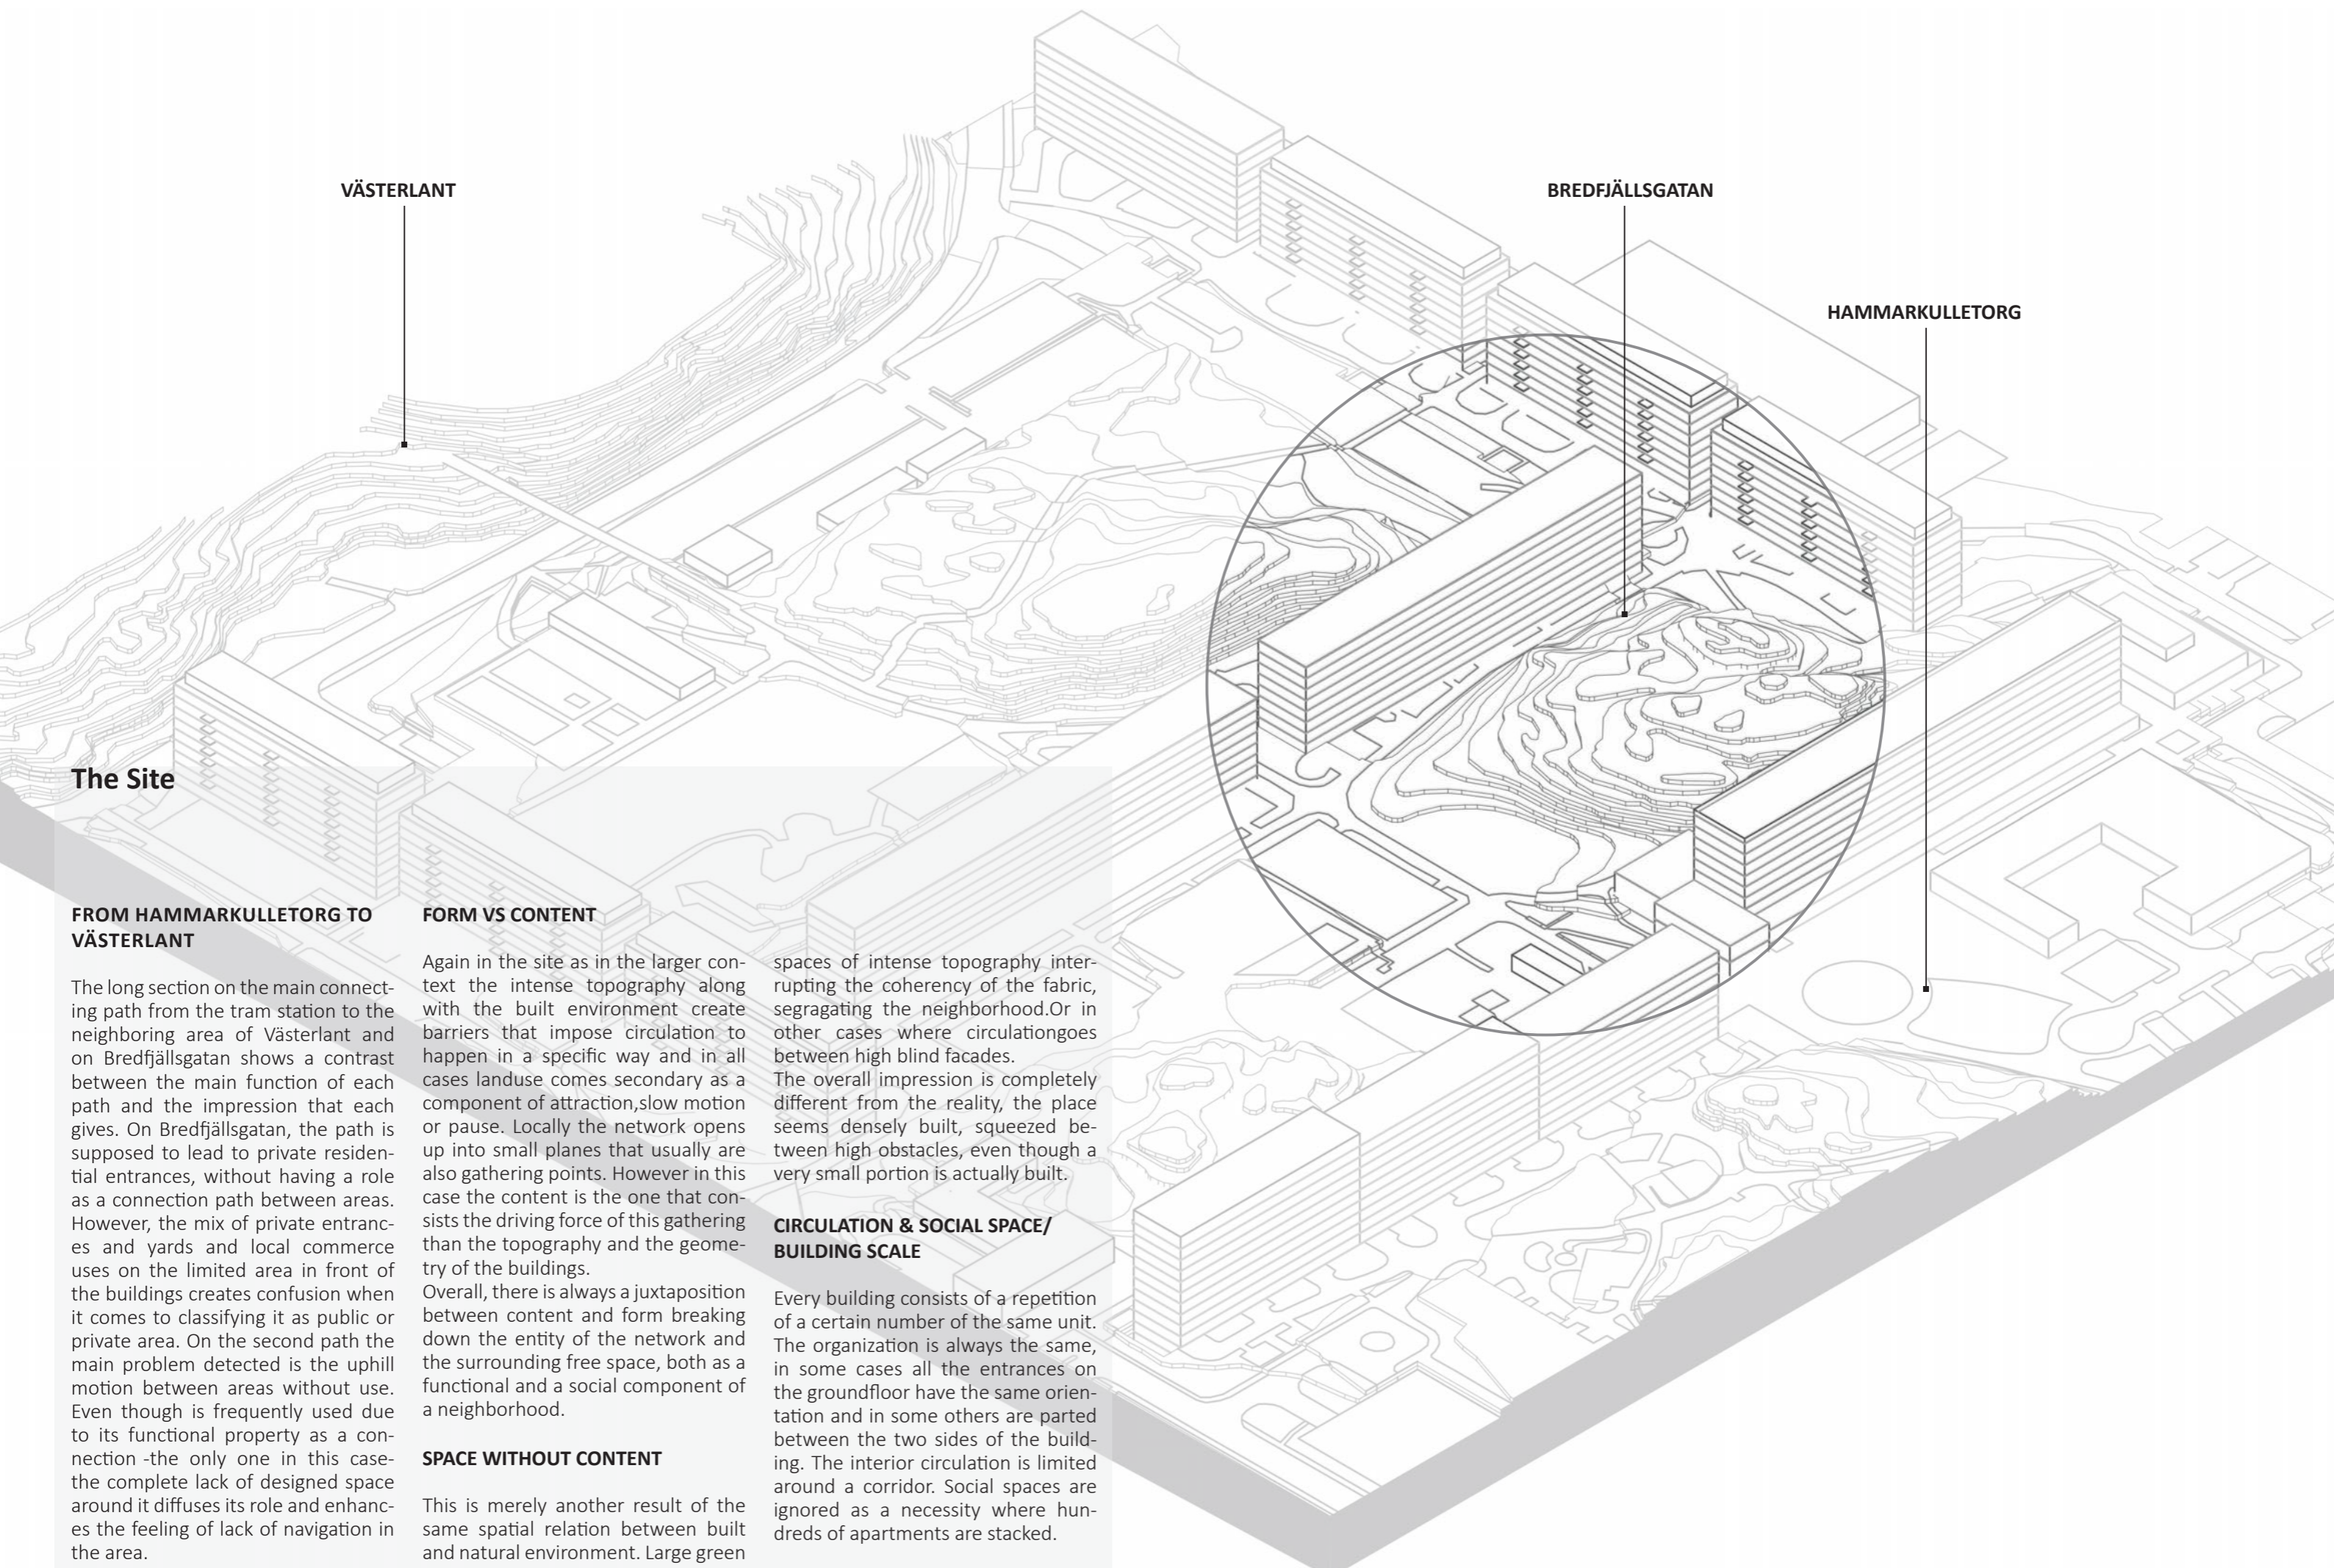 VÄSTERLANT
BREDFJÄLLSGATAN
HAMMARKULLETORG
The Site
FROM HAMMARKULLETORG TO
VÄSTERLANT
The long section on the main connect-
ing path from the tram station to the
neighboring area of Västerlant and
on Bredfjällsgatan shows a contrast
between the main function of each
path and the impression that each
gives. On Bredfjällsgatan, the path is
supposed to lead to private residen-
tial entrances, without having a role
as a connection path between areas.
However, the mix of private entranc-
es and yards and local commerce
uses on the limited area in front of
the buildings creates confusion when
it comes to classifying it as public or
private area. On the second path the
main problem detected is the uphill
motion between areas without use.
Even though is frequently used due
to its functional property as a con-
nection -the only one in this case-
the complete lack of designed space
around it diffuses its role and enhanc-
es the feeling of lack of navigation in
the area.
FORM VS CONTENT
Again in the site as in the larger con-
text the intense topography along
with the built environment create
barriers that impose circulation to
happen in a specific way and in all
cases landuse comes secondary as a
component of attraction,slow motion
or pause. Locally the network opens
up into small planes that usually are
also gathering points. However in this
case the content is the one that con-
sists the driving force of this gathering
than the topography and the geome-
try of the buildings.
Overall, there is always a juxtaposition
between content and form breaking
down the entity of the network and
the surrounding free space, both as a
functional and a social component of
a neighborhood.
SPACE WITHOUT CONTENT
This is merely another result of the
same spatial relation between built
and natural environment. Large green
spaces of intense topography inter-
rupting the coherency of the fabric,
segragating the neighborhood.Or in
other cases where circulationgoes
between high blind facades.
The overall impression is completely
different from the reality, the place
seems densely built, squeezed be-
tween high obstacles, even though a
very small portion is actually built.
CIRCULATION & SOCIAL SPACE/
BUILDING SCALE
Every building consists of a repetition
of a certain number of the same unit.
The organization is always the same,
in some cases all the entrances on
the groundfloor have the same orien-
tation and in some others are parted
between the two sides of the build-
ing. The interior circulation is limited
around a corridor. Social spaces are
ignored as a necessity where hun-
dreds of apartments are stacked.